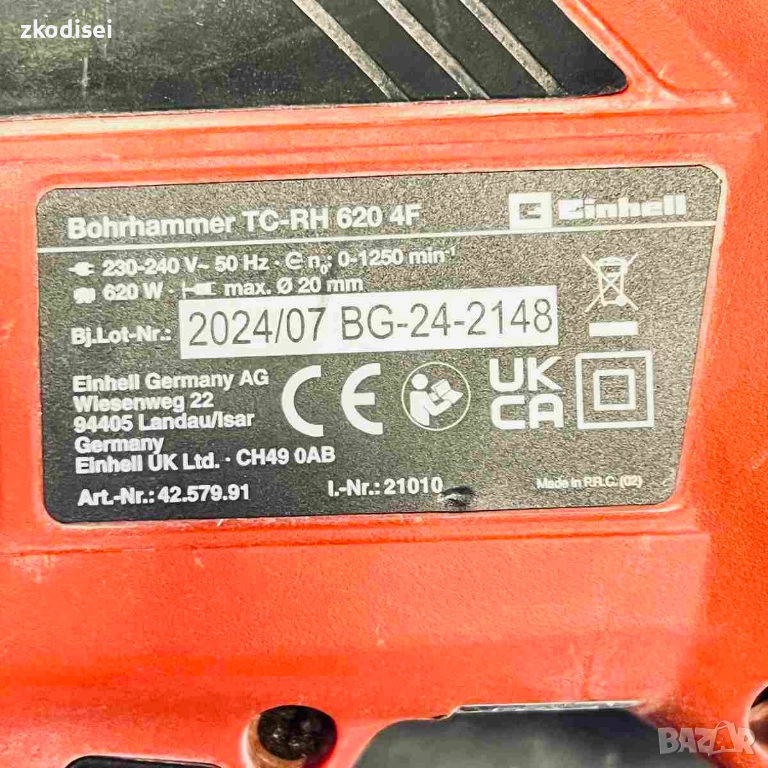 zkodisei
Bohrhammer TC-RH 620 4F
Einhell
230-240 V~ 50 Hz · n₀: 0-1250 min⁻¹
620 W · max. Ø 20 mm
Bj.Lot-Nr.: 2024/07 BG-24-2148
Einhell Germany AG
Wiesenweg 22
94405 Landau/Isar
Germany
Einhell UK Ltd. · CH49 0AB
CE
UK
CA
Art.-Nr.: 42.579.91
I.-Nr.: 21010
Made in P.R.C. (02)
BAZAR